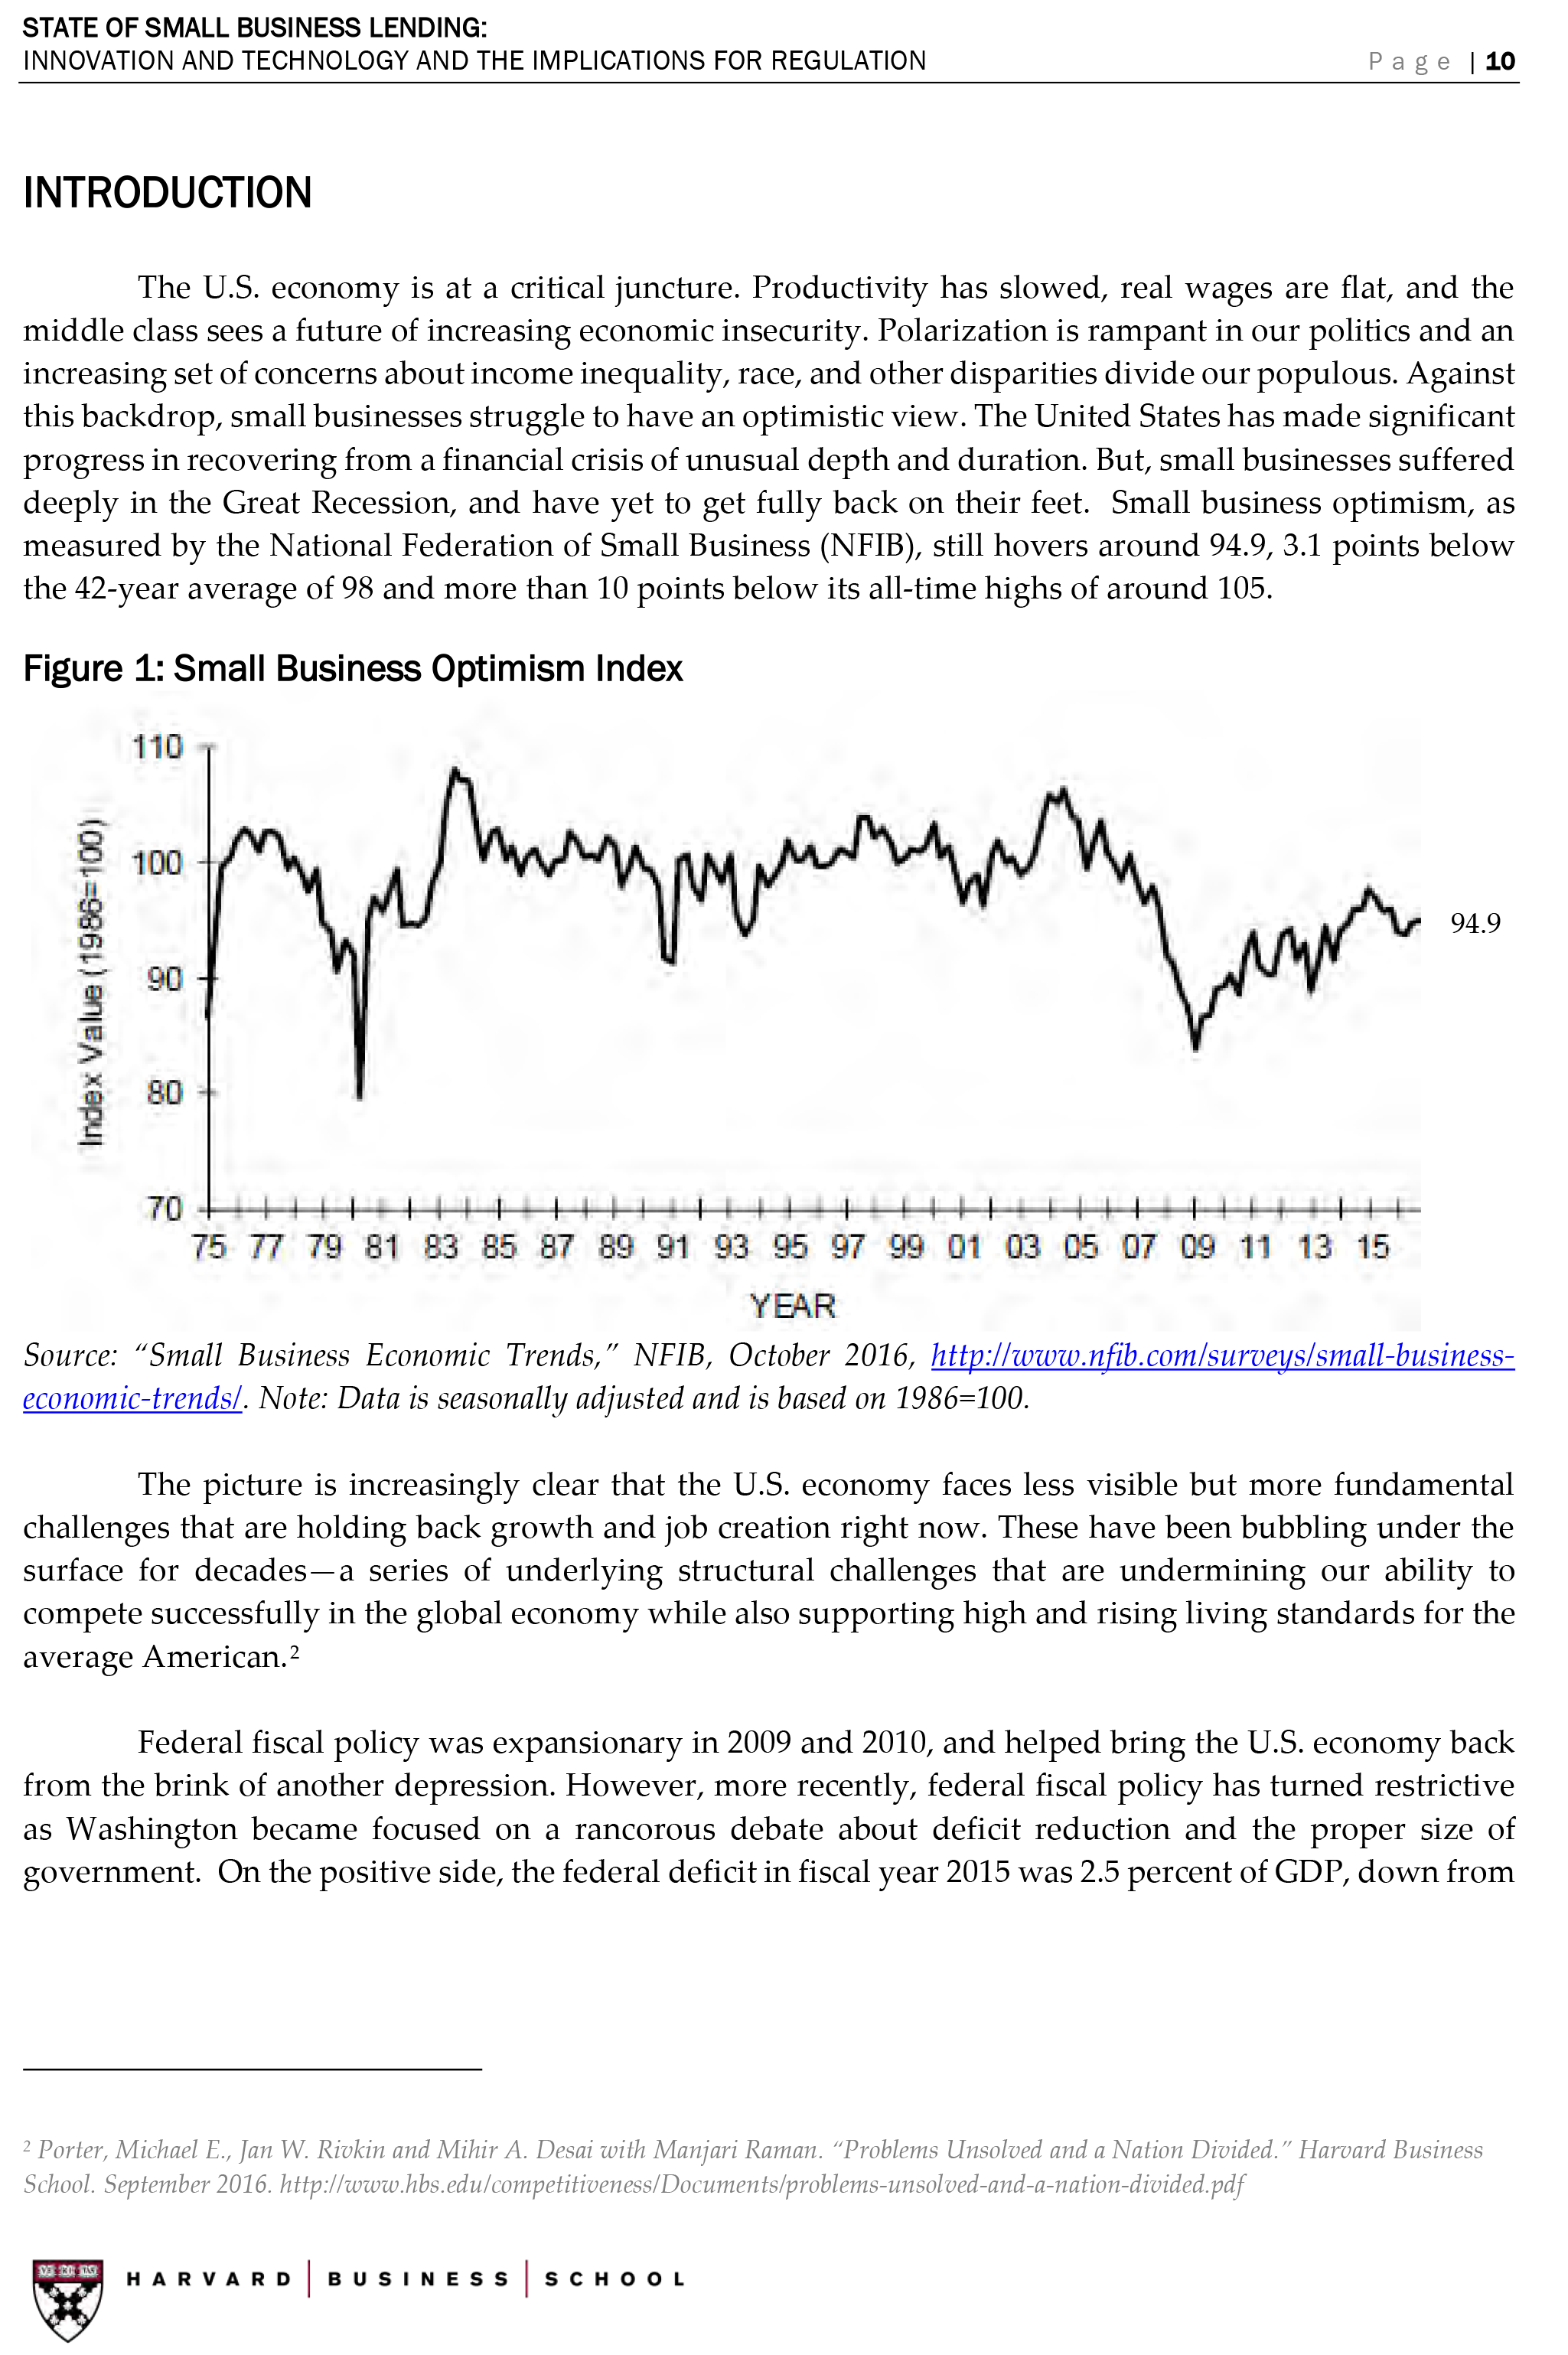 STATE OF SMALL BUSINESS LENDING:
INNOVATION AND TECHNOLOGY AND THE IMPLICATIONS FOR REGULATION
Page | 10
INTRODUCTION
The U.S. economy is at a critical juncture. Productivity has slowed, real wages are flat, and the
middle class sees a future of increasing economic insecurity. Polarization is rampant in our politics and an
increasing set of concerns about income inequality, race, and other disparities divide our populous. Against
this backdrop, small businesses struggle to have an optimistic view. The United States has made significant
progress in recovering from a financial crisis of unusual depth and duration. But, small businesses suffered
deeply in the Great Recession, and have yet to get fully back on their feet.  Small business optimism, as
measured by the National Federation of Small Business (NFIB), still hovers around 94.9, 3.1 points below
the 42-year average of 98 and more than 10 points below its all-time highs of around 105.
Figure 1: Small Business Optimism Index
Index Value (1986=100)
110
100
90
80
70
94.9
75 77 79 81 83 85 87 89 91 93 95 97 99 01 03 05 07 09 11 13 15
YEAR
Source: “Small Business Economic Trends,” NFIB, October 2016, http://www.nfib.com/surveys/small-business-
economic-trends/. Note: Data is seasonally adjusted and is based on 1986=100.
The picture is increasingly clear that the U.S. economy faces less visible but more fundamental
challenges that are holding back growth and job creation right now. These have been bubbling under the
surface for decades—a series of underlying structural challenges that are undermining our ability to
compete successfully in the global economy while also supporting high and rising living standards for the
average American.²
Federal fiscal policy was expansionary in 2009 and 2010, and helped bring the U.S. economy back
from the brink of another depression. However, more recently, federal fiscal policy has turned restrictive
as Washington became focused on a rancorous debate about deficit reduction and the proper size of
government.  On the positive side, the federal deficit in fiscal year 2015 was 2.5 percent of GDP, down from
² Porter, Michael E., Jan W. Rivkin and Mihir A. Desai with Manjari Raman. “Problems Unsolved and a Nation Divided.” Harvard Business
School. September 2016. http://www.hbs.edu/competitiveness/Documents/problems-unsolved-and-a-nation-divided.pdf
HARVARD | BUSINESS | SCHOOL